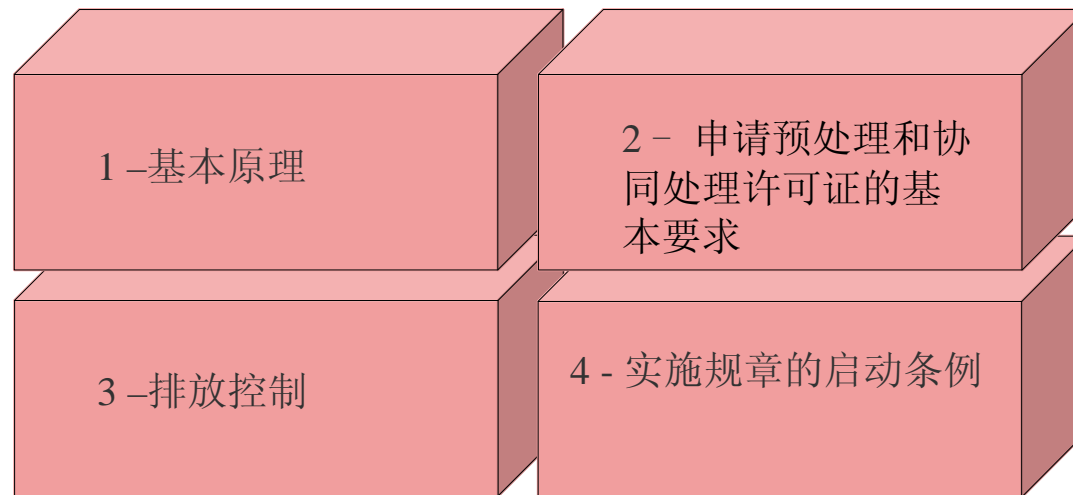 1 –基本原理
2– 申请预处理和协
同处理许可证的基
本要求
3 –排放控制
4 - 实施规章的启动条例